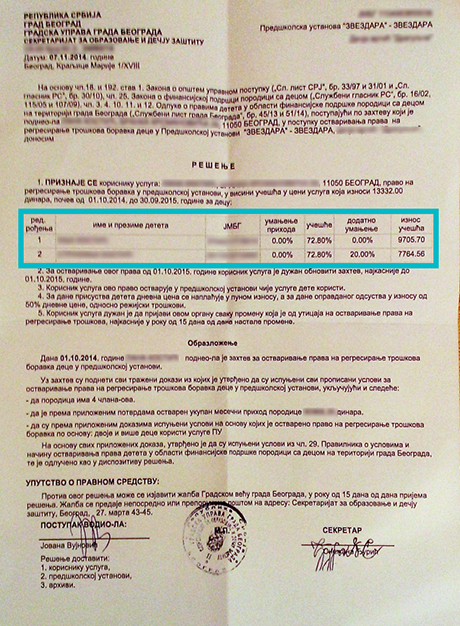 РЕПУБЛИКА СРБИЈА
ГРАД БЕОГРАД
ГРАДСКА УПРАВА ГРАДА БЕОГРАДА
СЕКРЕТАРИЈАТ ЗА ОБРАЗОВАЊЕ И ДЕЧЈУ ЗАШТИТУ
Датум: 07.11.2014. године
Београд, Краљице Марије 1/XVIII
Предшколска установа "ЗВЕЗДАРА" - ЗВЕЗДАРА
На основу чл.18. и 192. став 1. Закона о општем управном поступку („Сл. лист СРЈ", бр. 33/97 и 31/01 и „Сл.
гласник РС", бр. 30/10), чл. 25. Закона о финансијској подршци породици са децом („Службени гласник РС", бр. 16/02,
115/05 и 107/09), чл. 3, 4, 10, 11. и 12. Одлуке о правима детета у области финансијске подршке породици са децом
на територији града Београда („Службени лист града Београда", бр. 45/13 и 51/14), поступајући по захтеву који је
поднео-ла 11050 БЕОГРАД, у поступку остваривања права на
регресирање трошкова боравка деце у Предшколској установи "ЗВЕЗДАРА" - ЗВЕЗДАРА,
доносим
РЕШЕЊЕ
1. ПРИЗНАЈЕ СЕ кориснику услуга: 11050 БЕОГРАД, право на
регресирање трошкова боравка у предшколској установи, у висини учешћа у цени услуга која износи 13332.00
динара, почев од 01.10.2014. до 30.09.2015. године за децу:
ред. рођења име и презиме детета ЈМБГ умањење прихода учешће додатно умањење износ учешћа
1 0.00% 72.80% 0.00% 9705.70
2 0.00% 72.80% 20.00% 7764.56
2. За остваривање овог права од 01.10.2015. године корисник услуга је дужан обновити захтев, најкасније до
01.10.2015. године.
3. Корисник услуга ово право остварује у предшколској установи чије услуге дете користи.
4. За дане присуства детета дневна цена се наплаћује у пуном износу, а за дане оправданог одсуства у износу од
50% дневне цене, односно режијски трошкови.
5. Корисник услуга дужан је да пријави овом органу сваку промену која је од утицаја на остваривање права на
регресирање трошкова, најкасније у року од 15 дана од дана настале промене.
Образложење
Дана 01.10.2014. године поднео-ла је захтев за остваривање права на регресирање трошкова
боравка деце у предшколској установи.
Уз захтев су поднети сви тражени докази из којих је утврђено да су испуњени сви прописани услови за
остваривање права на регресирање трошкова боравка деце у предшколској установи, укључујући и следеће:
- да породица има 4 члан-ова.
- да је према приложеним потврдама остварен укупан месечни приход породице динара.
- да су према приложеним доказима испуњени услови на основу којих је остварено право на регресирање трошкова
боравка по основу: двоје и више деце користе услуге ПУ
На основу свих приложених доказа, утврђено је да су испуњени услови из чл. 29. Правилника о условима и
начину остваривања права детета у области финансијске подршке породици са децом на територији града Београда,
те је одлучено као у диспозитиву решења.
УПУТСТВО О ПРАВНОМ СРЕДСТВУ:
Против овог решења може се изјавити жалба Градском већу града Београда, у року од 15 дана од дана пријема
решења. Жалба се предаје непосредно или препорученом поштом на адресу: Секретаријат за образовање и дечју
заштиту, Београд, 27. марта 43-45.
ПОСТУПАК ВОДИО-ЛА:
СЕКРЕТАР
Јована
Решење доставити:
1. кориснику услуга,
2. предшколској установи,
3. архиви.